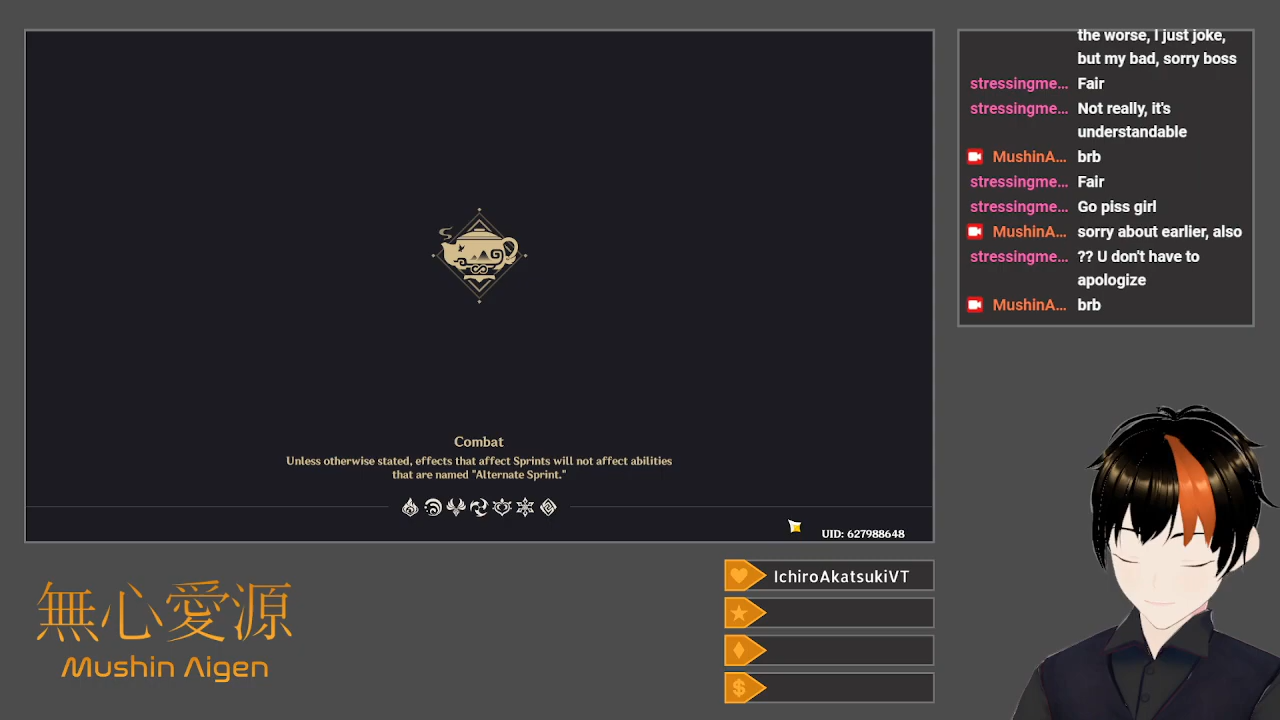 the worse, I just joke,
but my bad, sorry boss
stressingme... Fair
stressingme... Not really, it's
understandable
MushinA... brb
stressingme... Fair
stressingme... Go piss girl
MushinA... sorry about earlier, also
stressingme... ?? U don't have to
apologize
MushinA... brb
Combat
Unless otherwise stated, effects that affect Sprints will not affect abilities
that are named "Alternate Sprint."
UID: 627988648
IchiroAkatsukiVT
無心愛源
Mushin Aigen